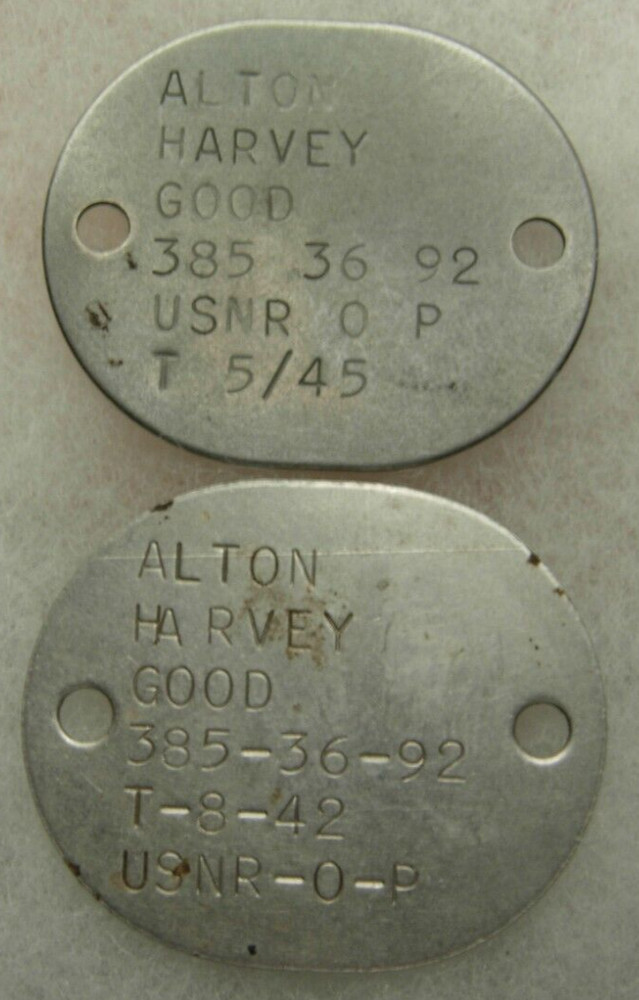 ALTON
HARVEY
GOOD
385 36 92
USNR O P
T 5/45
ALTON
HARVEY
GOOD
385-36-92
T-8-42
USNR-O-P